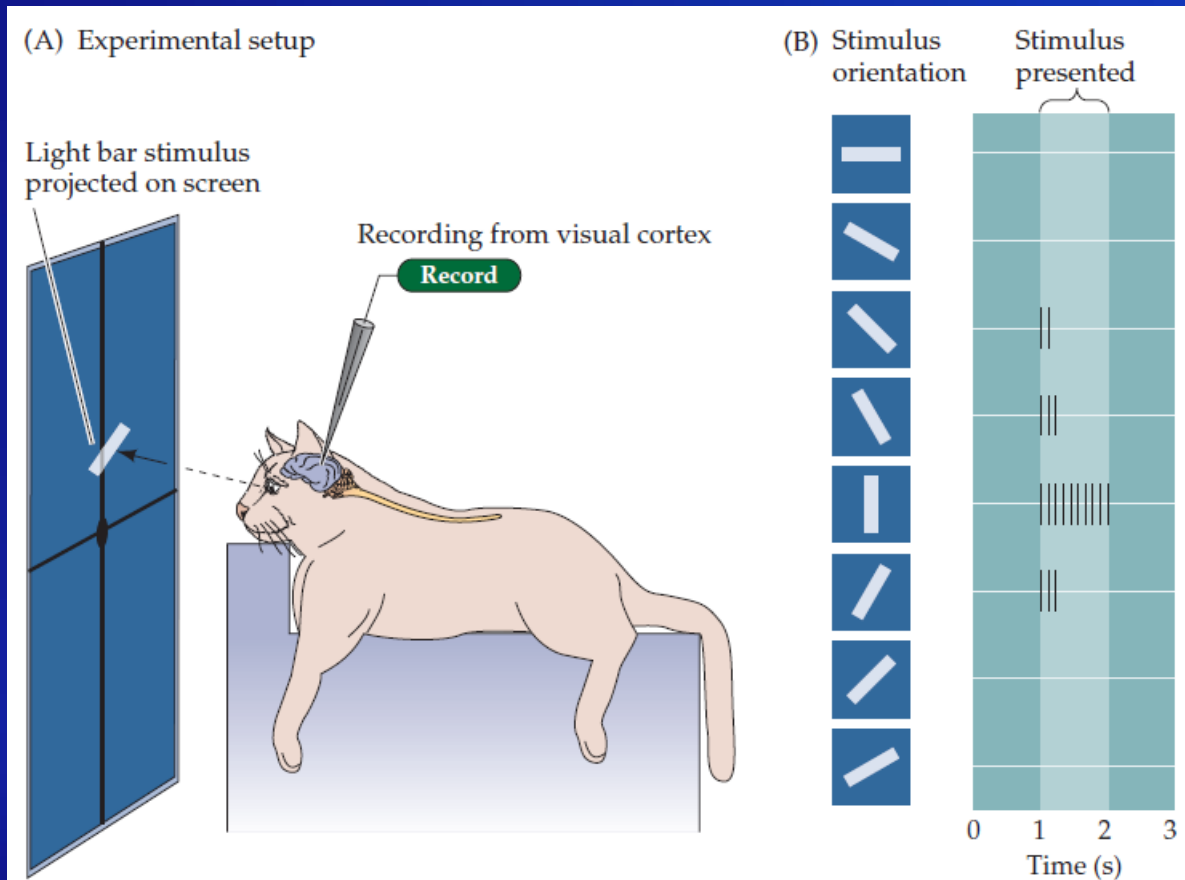 (A) Experimental setup
Light bar stimulus
projected on screen
Recording from visual cortex
Record
(B) Stimulus
orientation
Stimulus
presented
0 1 2 3
Time (s)